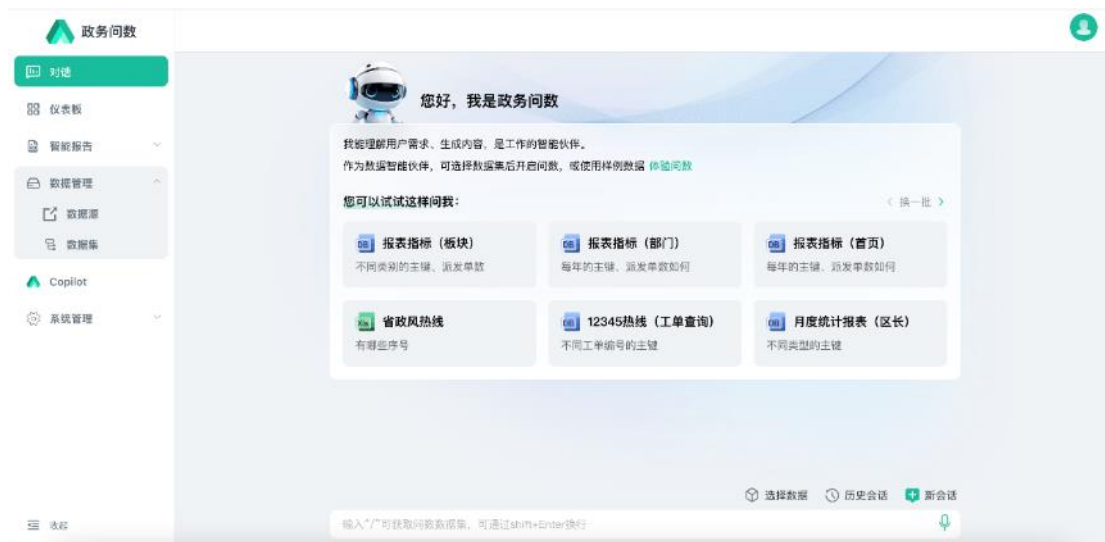 政务问数
对话
仪表板
智能报告
数据管理
数据源
数据集
Copilot
系统管理
收起
您好，我是政务问数
我能理解用户需求、生成内容、是工作的智能伙伴。
作为数据智能伙伴，可选择数据集后开启问数，或使用样例数据 体验问数
您可以试试这样问我：
换一批
报表指标（板块）
不同类别的主键、派发单数
报表指标（部门）
每年的主键、派发单数如何
报表指标（首页）
每年的主键、派发单数如何
省政风热线
有哪些序号
12345热线（工单查询）
不同工单编号的主键
月度统计报表（区长）
不同类型的主键
选择数据 历史会话 新会话
输入"/"可获取问数数据集，可通过shift+Enter换行